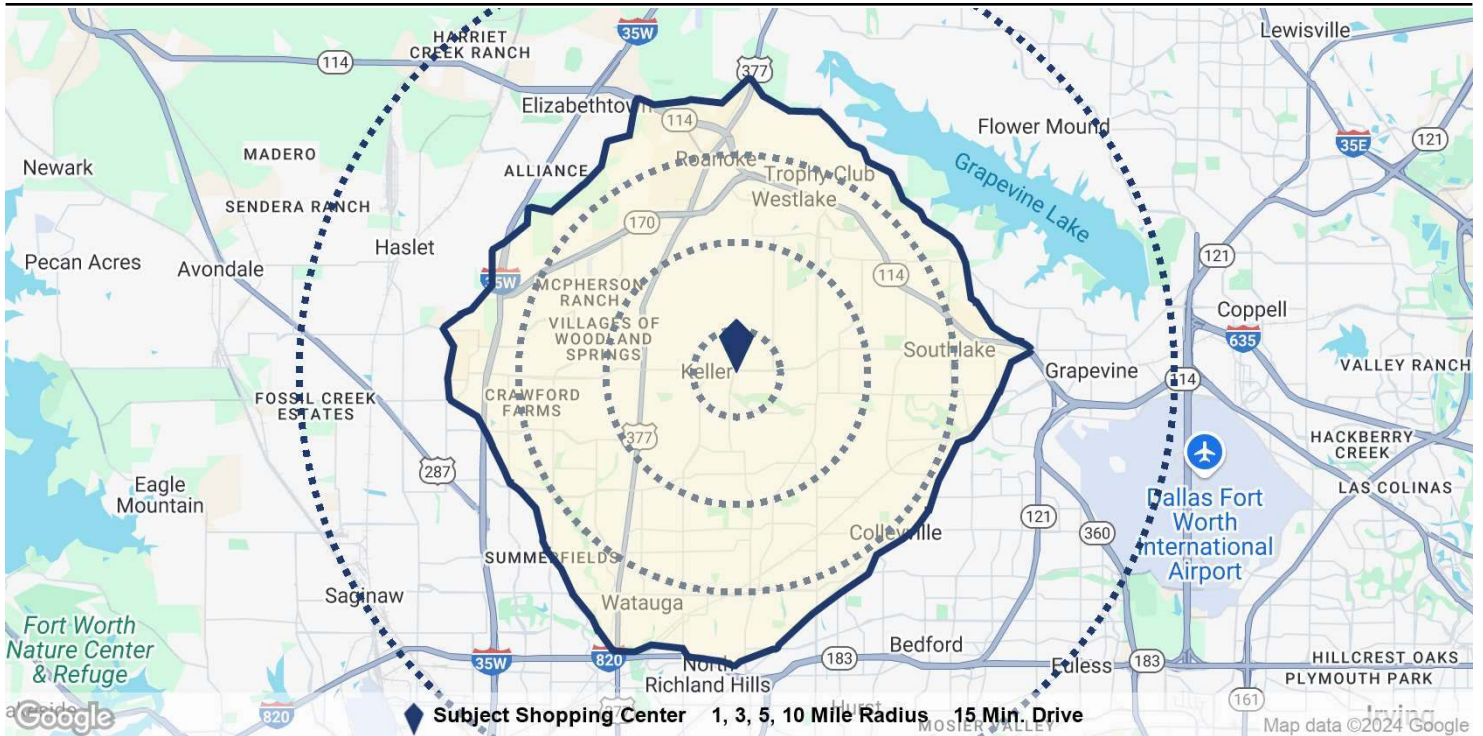 HARRIET
CREEK RANCH
35W
377
Lewisville
114
Elizabethtown
114
Flower Mound
121
35E
Newark
MADERO
ALLIANCE
Roanoke
Trophy Club
Westlake
Grapevine Lake
SENDERA RANCH
170
Haslet
121
Pecan Acres
Avondale
35W
114
MCPHERSON
RANCH
Coppell
VILLAGES OF
WOODLAND
SPRINGS
635
Southlake
VALLEY RANCH
Keller
Grapevine
114
FOSSIL CREEK
ESTATES
CRAWFORD
FARMS
377
HACKBERRY
CREEK
287
Eagle
Mountain
LAS COLINAS
Dallas Fort
Worth
International
Airport
121
360
Colleyville
SUMMERFIELDS
Saginaw
Watauga
Fort Worth
Nature Center
& Refuge
35W
820
North
Richland Hills
183
Bedford
Euless
183
HILLCREST OAKS
PLYMOUTH PARK
161
Google
820
377
Subject Shopping Center 1, 3, 5, 10 Mile Radius 15 Min. Drive
Hurst
MOSIER VALLEY
Irving
Map data ©2024 Google